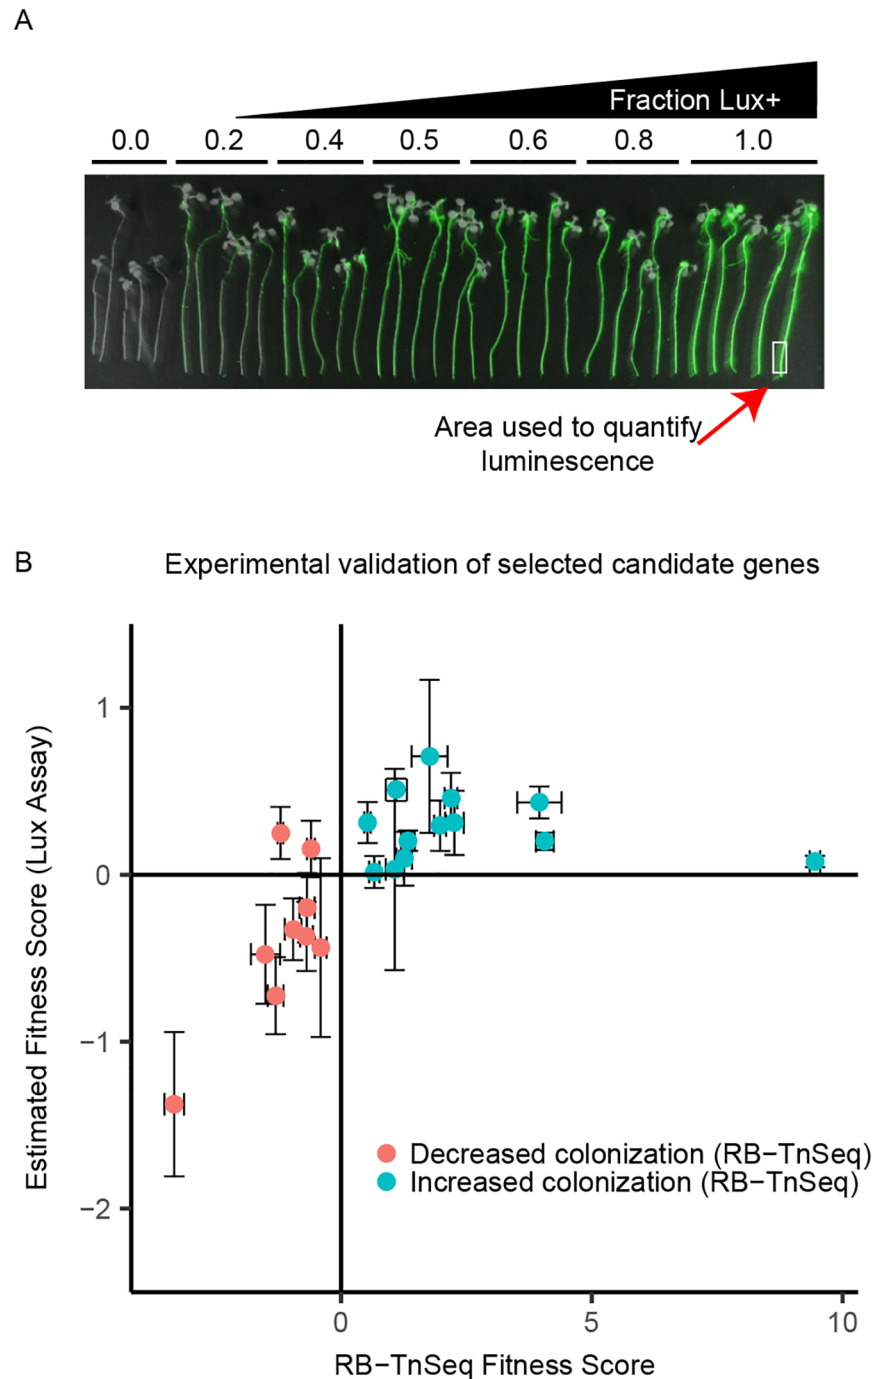 A
Fraction Lux+
0.0 0.2 0.4 0.5 0.6 0.8 1.0
Area used to quantify
luminescence
B
Experimental validation of selected candidate genes
Estimated Fitness Score (Lux Assay)
1
0
−1
−2
Decreased colonization (RB−TnSeq)
Increased colonization (RB−TnSeq)
0 5 10
RB−TnSeq Fitness Score